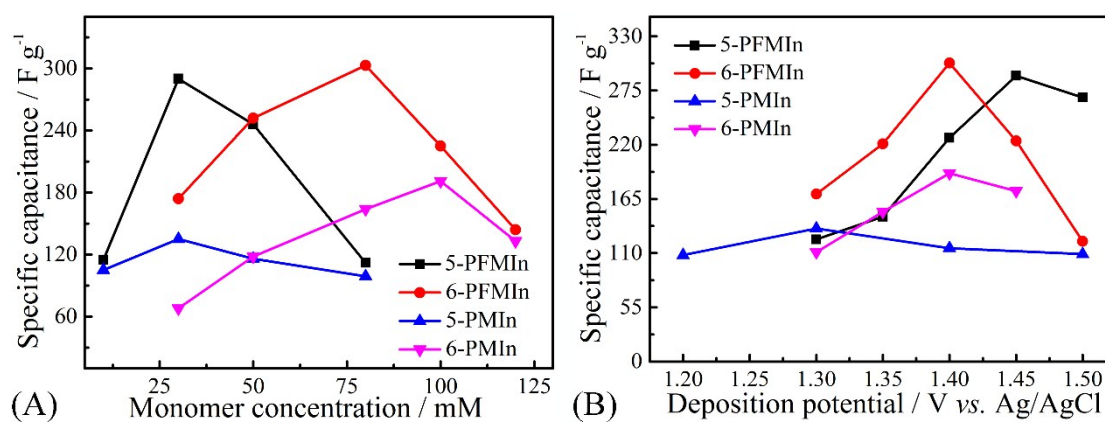 300
240
180
120
60
Specific capacitance / F g-1
5-PFMIn
6-PFMIn
5-PMIn
6-PMIn
25 50 75 100 125
(A) Monomer concentration / mM
330
275
220
165
110
55
0
Specific capacitance / F g-1
5-PFMIn
6-PFMIn
5-PMIn
6-PMIn
1.20 1.25 1.30 1.35 1.40 1.45 1.50
(B) Deposition potential / V vs. Ag/AgCl